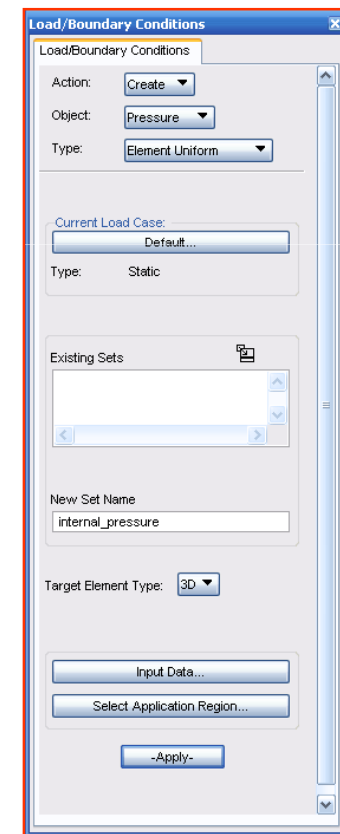 Load/Boundary Conditions
Load/Boundary Conditions
Action: Create
Object: Pressure
Type: Element Uniform
Current Load Case:
Default...
Type: Static
Existing Sets
New Set Name
internal_pressure
Target Element Type: 3D
Input Data...
Select Application Region...
-Apply-